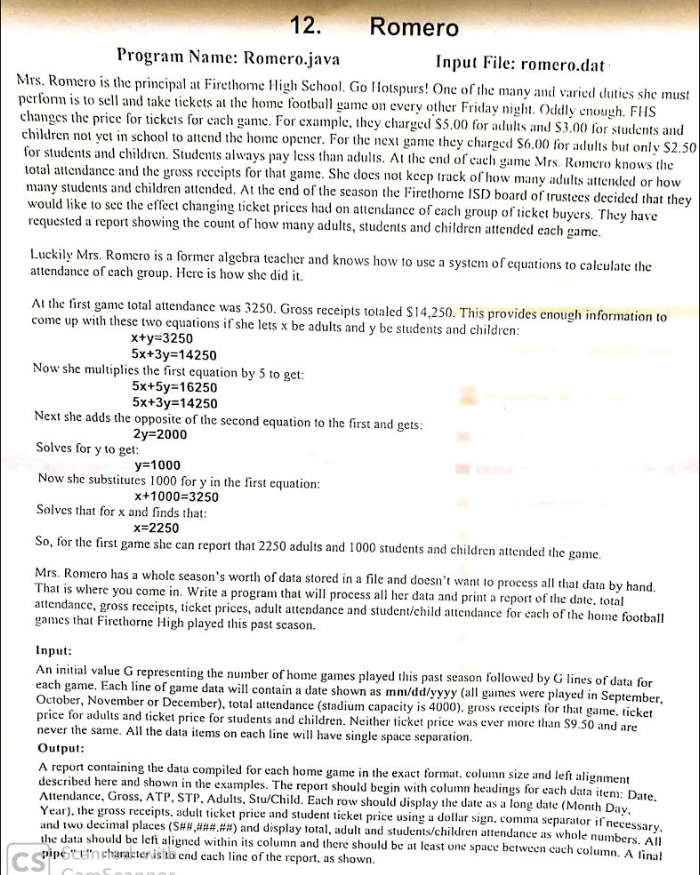 12. Romero
Program Name: Romero.java Input File: romero.dat
Mrs. Romero is the principal at Firethorne High School. Go Hotspurs! One of the many and varied duties she must
perform is to sell and take tickets at the home football game on every other Friday night. Oddly enough, FHS
changes the price for tickets for each game. For example, they charged $5.00 for adults and $3.00 for students and
children not yet in school to attend the home opener. For the next game they charged $6.00 for adults but only $2.50
for students and children. Students always pay less than adults. At the end of each game Mrs. Romero knows the
total attendance and the gross receipts for that game. She does not keep track of how many adults attended or how
many students and children attended. At the end of the season the Firethorne ISD board of trustees decided that they
would like to see the effect changing ticket prices had on attendance of each group of ticket buyers. They have
requested a report showing the count of how many adults, students and children attended each game.
Luckily Mrs. Romero is a former algebra teacher and knows how to use a system of equations to calculate the
attendance of each group. Here is how she did it.
At the first game total attendance was 3250. Gross receipts totaled $14,250. This provides enough information to
come up with these two equations if she lets x be adults and y be students and children:
x+y=3250
5x+3y=14250
Now she multiplies the first equation by 5 to get:
5x+5y=16250
5x+3y=14250
Next she adds the opposite of the second equation to the first and gets:
2y=2000
Solves for y to get:
y=1000
Now she substitutes 1000 for y in the first equation:
x+1000=3250
Solves that for x and finds that:
x=2250
So, for the first game she can report that 2250 adults and 1000 students and children attended the game.
Mrs. Romero has a whole season's worth of data stored in a file and doesn't want to process all that data by hand.
That is where you come in. Write a program that will process all her data and print a report of the date, total
attendance, gross receipts, ticket prices, adult attendance and student/child attendance for each of the home football
games that Firethorne High played this past season.
Input:
An initial value G representing the number of home games played this past season followed by G lines of data for
each game. Each line of game data will contain a date shown as mm/dd/yyyy (all games were played in September,
October, November or December), total attendance (stadium capacity is 4000), gross receipts for that game, ticket
price for adults and ticket price for students and children. Neither ticket price was ever more than $9.50 and are
never the same. All the data items on each line will have single space separation.
Output:
A report containing the data compiled for each home game in the exact format, column size and left alignment
described here and shown in the examples. The report should begin with column headings for each data item: Date,
Attendance, Gross, ATP, STP, Adults, Stu/Child. Each row should display the date as a long date (Month Day,
Year), the gross receipts, adult ticket price and student ticket price using a dollar sign, comma separator if necessary,
and two decimal places ($##,###.##) and display total, adult and students/children attendance as whole numbers. All
the data should be left aligned within its column and there should be at least one space between each column. A final
pipe "|" character is to end each line of the report, as shown.
CS